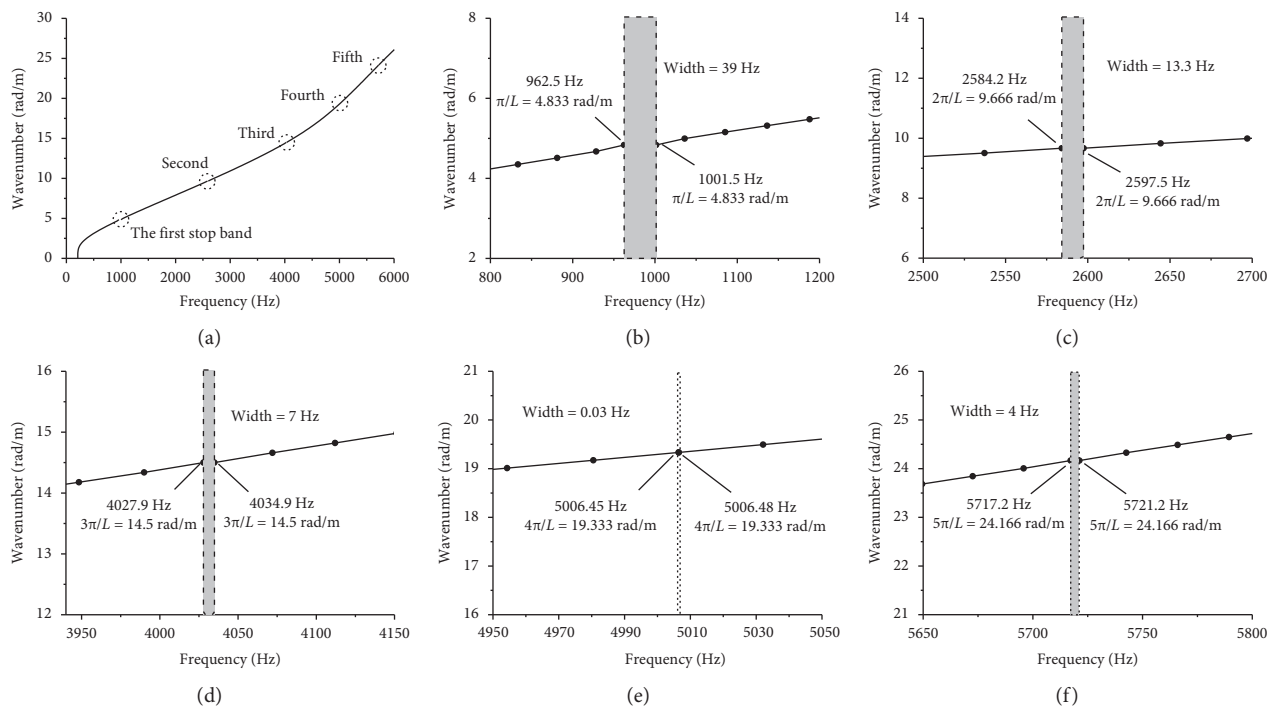 30
25
20
15
10
5
0
Wavenumber (rad/m)
Fifth
Fourth
Third
Second
The first stop band
0 1000 2000 3000 4000 5000 6000
Frequency (Hz)
(a)
8
6
4
2
Wavenumber (rad/m)
Width = 39 Hz
962.5 Hz
π/L = 4.833 rad/m
1001.5 Hz
π/L = 4.833 rad/m
800 900 1000 1100 1200
Frequency (Hz)
(b)
14
12
10
8
6
Wavenumber (rad/m)
Width = 13.3 Hz
2584.2 Hz
2π/L = 9.666 rad/m
2597.5 Hz
2π/L = 9.666 rad/m
2500 2550 2600 2650 2700
Frequency (Hz)
(c)
16
15
14
13
12
Wavenumber (rad/m)
Width = 7 Hz
4027.9 Hz
3π/L = 14.5 rad/m
4034.9 Hz
3π/L = 14.5 rad/m
3950 4000 4050 4100 4150
Frequency (Hz)
(d)
21
20
19
18
17
16
Wavenumber (rad/m)
Width = 0.03 Hz
5006.45 Hz
4π/L = 19.333 rad/m
5006.48 Hz
4π/L = 19.333 rad/m
4950 4970 4990 5010 5030 5050
Frequency (Hz)
(e)
26
25
24
23
22
21
Wavenumber (rad/m)
Width = 4 Hz
5717.2 Hz
5π/L = 24.166 rad/m
5721.2 Hz
5π/L = 24.166 rad/m
5650 5700 5750 5800
Frequency (Hz)
(f)